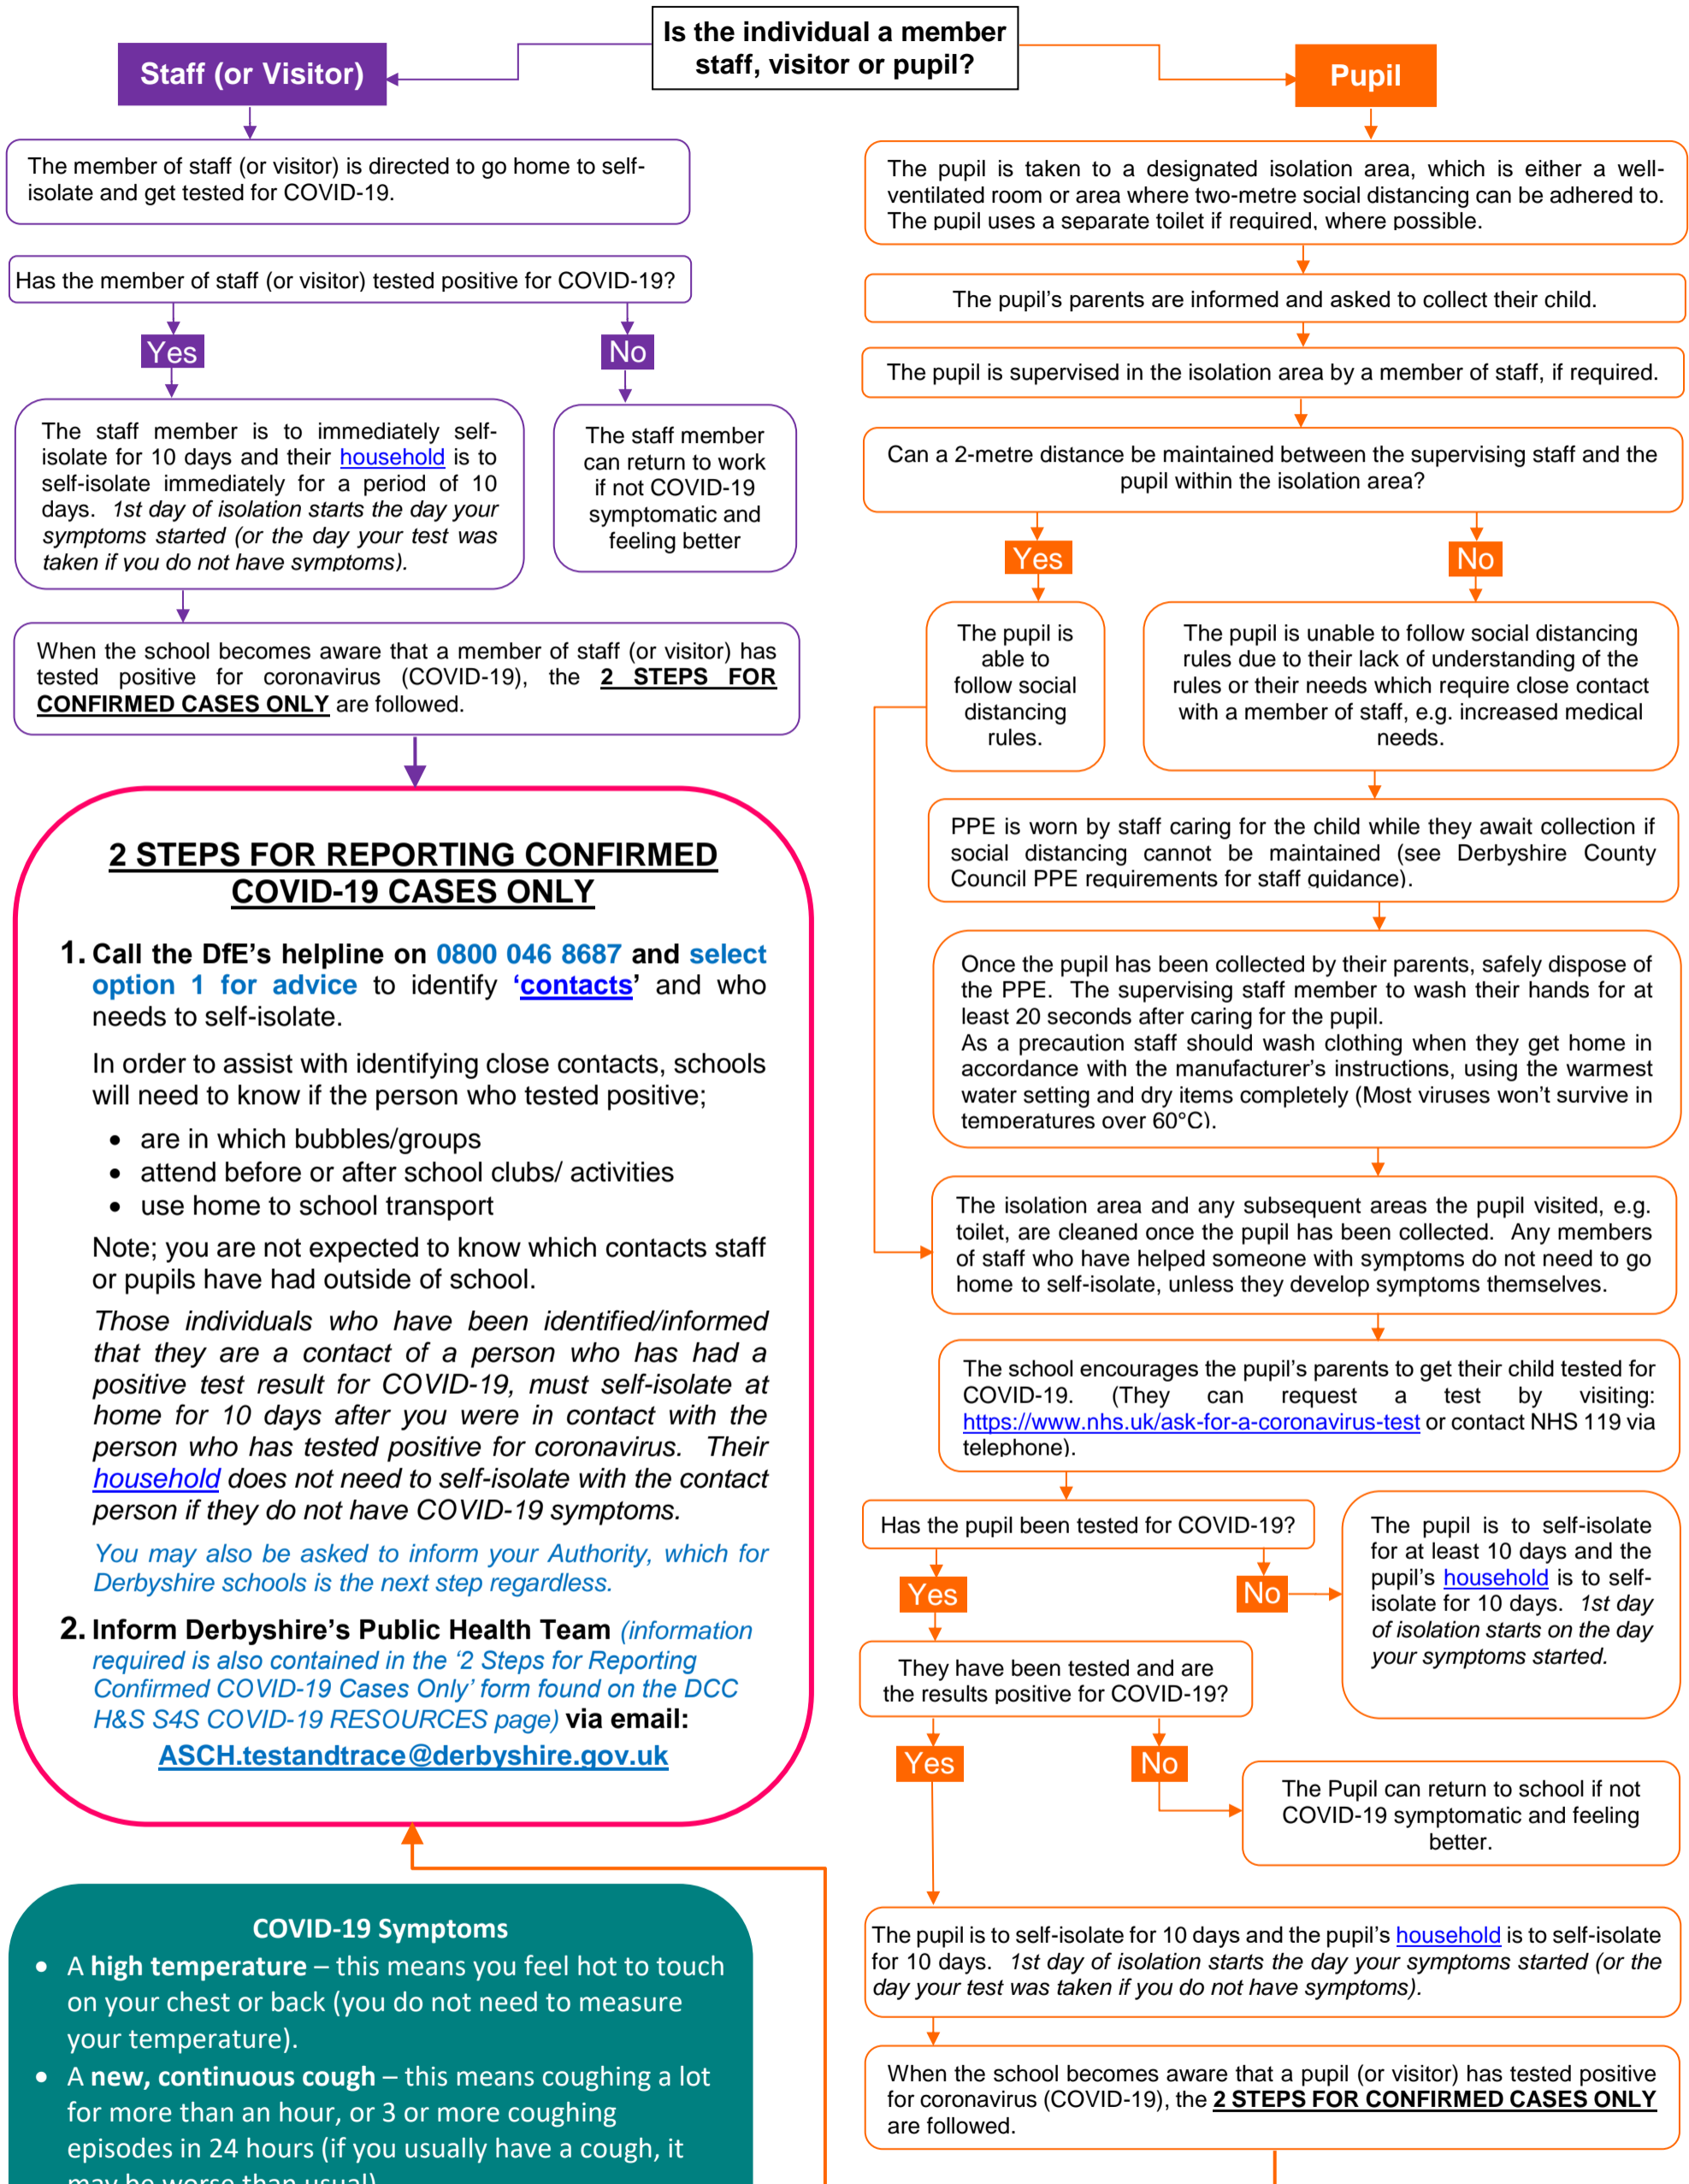 Is the individual a member
staff, visitor or pupil?
Staff (or Visitor)
The member of staff (or visitor) is directed to go home to self-
isolate and get tested for COVID-19.
Has the member of staff (or visitor) tested positive for COVID-19?
Yes
No
The staff member is to immediately self-
isolate for 10 days and their household is to
self-isolate immediately for a period of 10
days. 1st day of isolation starts the day your
symptoms started (or the day your test was
taken if you do not have symptoms).
The staff member
can return to work
if not COVID-19
symptomatic and
feeling better
When the school becomes aware that a member of staff (or visitor) has
tested positive for coronavirus (COVID-19), the 2 STEPS FOR
CONFIRMED CASES ONLY are followed.
2 STEPS FOR REPORTING CONFIRMED
COVID-19 CASES ONLY
1. Call the DfE's helpline on 0800 046 8687 and select
option 1 for advice to identify ‘contacts’ and who
needs to self-isolate.
In order to assist with identifying close contacts, schools
will need to know if the person who tested positive;
• are in which bubbles/groups
• attend before or after school clubs/ activities
• use home to school transport
Note; you are not expected to know which contacts staff
or pupils have had outside of school.
Those individuals who have been identified/informed
that they are a contact of a person who has had a
positive test result for COVID-19, must self-isolate at
home for 10 days after you were in contact with the
person who has tested positive for coronavirus. Their
household does not need to self-isolate with the contact
person if they do not have COVID-19 symptoms.
You may also be asked to inform your Authority, which for
Derbyshire schools is the next step regardless.
2. Inform Derbyshire's Public Health Team (information
required is also contained in the ‘2 Steps for Reporting
Confirmed COVID-19 Cases Only’ form found on the DCC
H&S S4S COVID-19 RESOURCES page) via email:
ASCH.testandtrace@derbyshire.gov.uk
COVID-19 Symptoms
• A high temperature – this means you feel hot to touch
on your chest or back (you do not need to measure
your temperature).
• A new, continuous cough – this means coughing a lot
for more than an hour, or 3 or more coughing
episodes in 24 hours (if you usually have a cough, it
may be worse than usual)
Pupil
The pupil is taken to a designated isolation area, which is either a well-
ventilated room or area where two-metre social distancing can be adhered to.
The pupil uses a separate toilet if required, where possible.
The pupil's parents are informed and asked to collect their child.
The pupil is supervised in the isolation area by a member of staff, if required.
Can a 2-metre distance be maintained between the supervising staff and the
pupil within the isolation area?
Yes
No
The pupil is
able to
follow social
distancing
rules.
The pupil is unable to follow social distancing
rules due to their lack of understanding of the
rules or their needs which require close contact
with a member of staff, e.g. increased medical
needs.
PPE is worn by staff caring for the child while they await collection if
social distancing cannot be maintained (see Derbyshire County
Council PPE requirements for staff guidance).
Once the pupil has been collected by their parents, safely dispose of
the PPE. The supervising staff member to wash their hands for at
least 20 seconds after caring for the pupil.
As a precaution staff should wash clothing when they get home in
accordance with the manufacturer's instructions, using the warmest
water setting and dry items completely (Most viruses won't survive in
temperatures over 60°C).
The isolation area and any subsequent areas the pupil visited, e.g.
toilet, are cleaned once the pupil has been collected. Any members
of staff who have helped someone with symptoms do not need to go
home to self-isolate, unless they develop symptoms themselves.
The school encourages the pupil's parents to get their child tested for
COVID-19. (They can request a test by visiting:
https://www.nhs.uk/ask-for-a-coronavirus-test or contact NHS 119 via
telephone).
Has the pupil been tested for COVID-19?
Yes
No
The pupil is to self-isolate
for at least 10 days and the
pupil's household is to self-
isolate for 10 days. 1st day
of isolation starts on the day
your symptoms started.
They have been tested and are
the results positive for COVID-19?
Yes
No
The Pupil can return to school if not
COVID-19 symptomatic and feeling
better.
The pupil is to self-isolate for 10 days and the pupil's household is to self-isolate
for 10 days. 1st day of isolation starts the day your symptoms started (or the
day your test was taken if you do not have symptoms).
When the school becomes aware that a pupil (or visitor) has tested positive
for coronavirus (COVID-19), the 2 STEPS FOR CONFIRMED CASES ONLY
are followed.